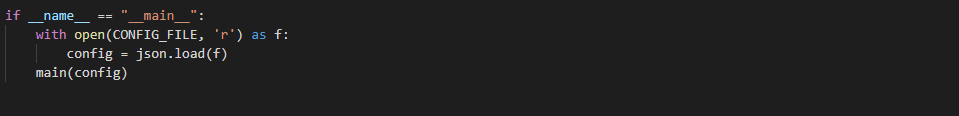 if __name__ == "__main__":
    with open(CONFIG_FILE, 'r') as f:
        config = json.load(f)
    main(config)